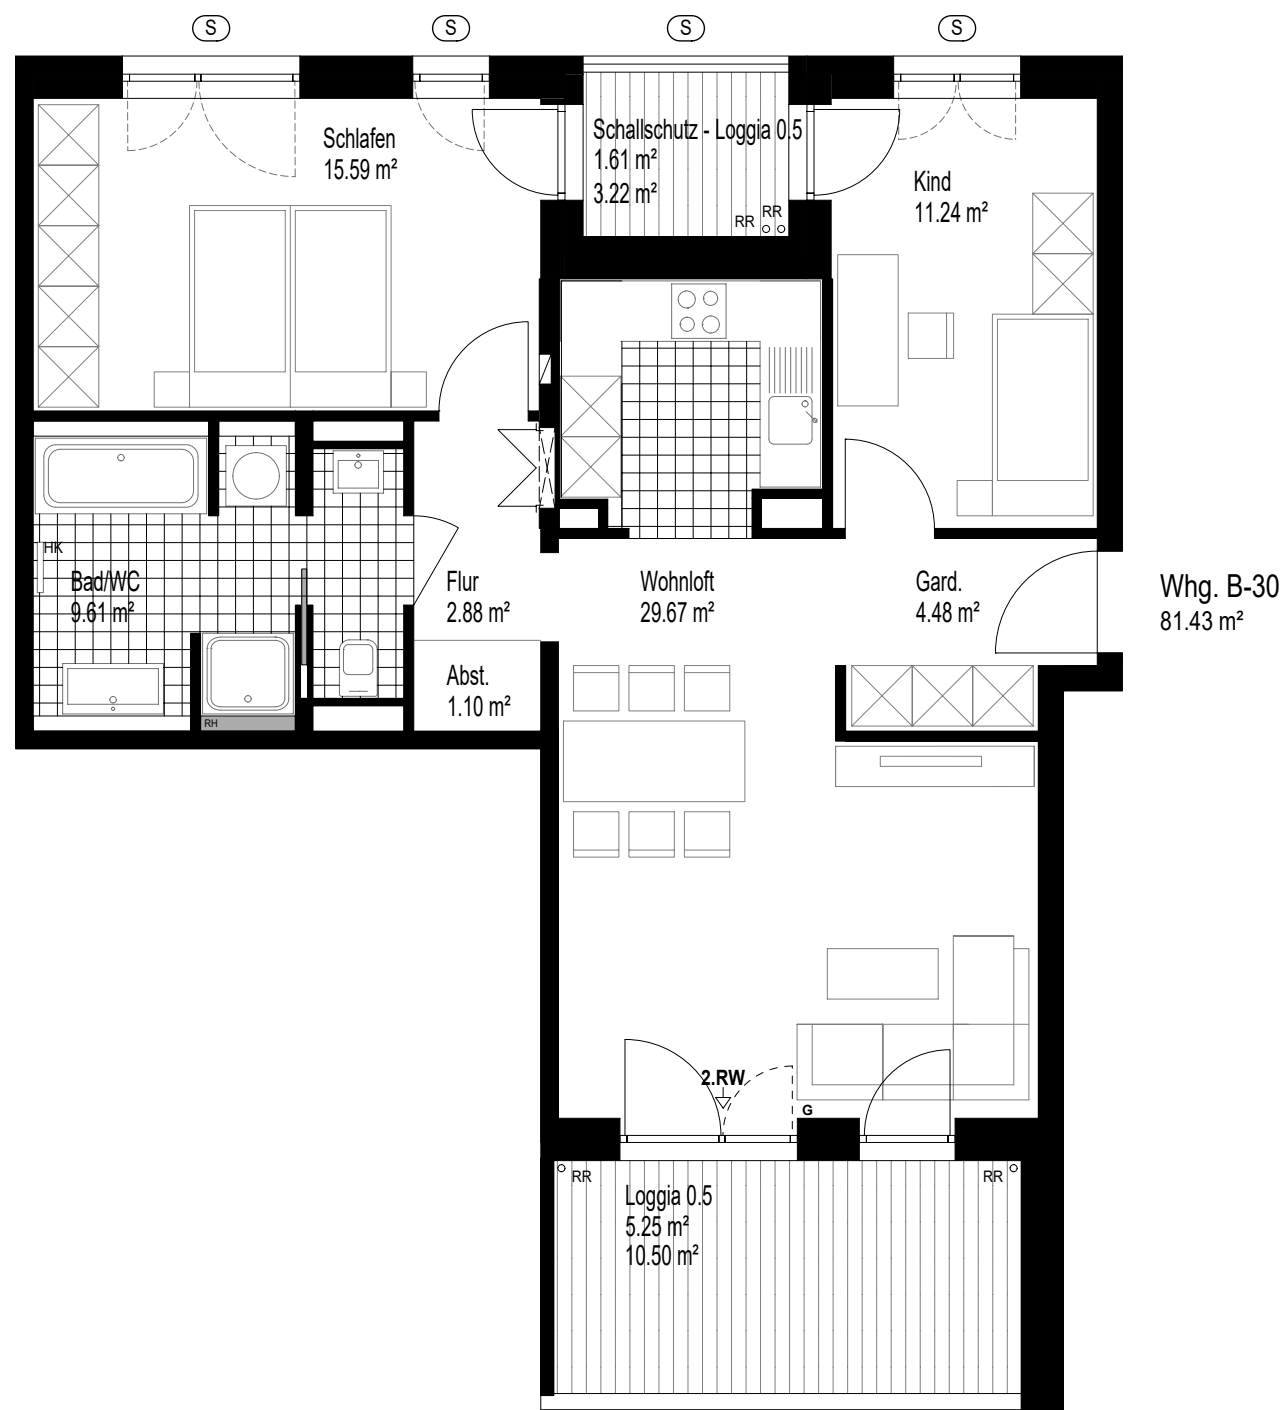 S
S
S
S
Schlafen
15.59 m²
Schallschutz - Loggia 0.5
1.61 m²
3.22 m²
RR
RR
Kind
11.24 m²
HK
Bad/WC
9.61 m²
Flur
2.88 m²
Wohnloft
29.67 m²
Gard.
4.48 m²
Whg. B-30
81.43 m²
Abst.
1.10 m²
RH
2.RW
G
RR
RR
Loggia 0.5
5.25 m²
10.50 m²